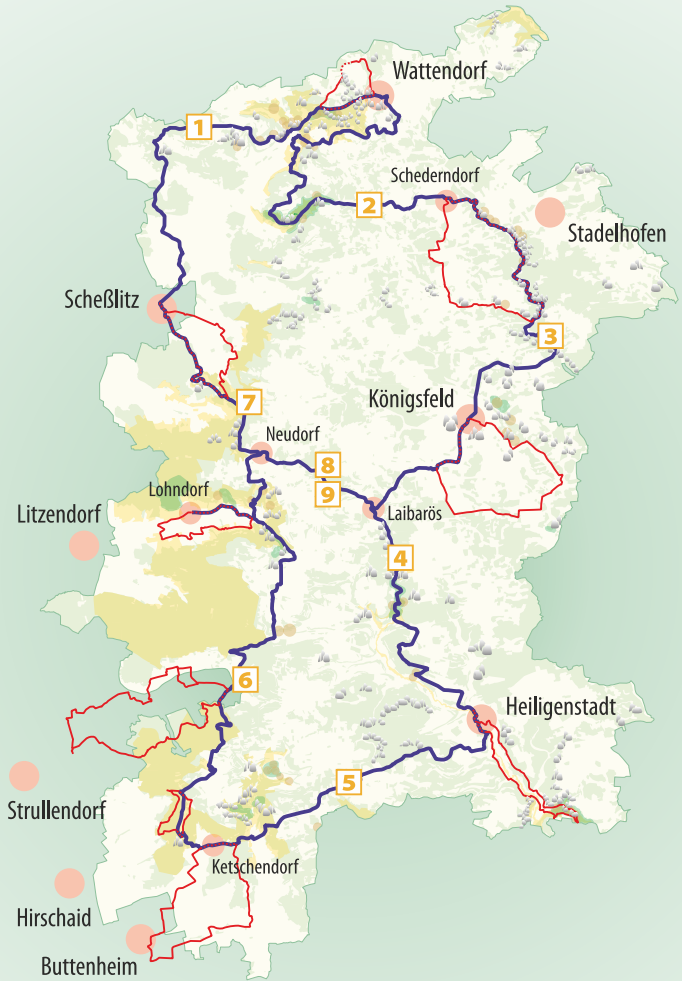 Wattendorf
1
Schederndorf
2
Stadelhofen
Scheßlitz
3
7
Königsfeld
Neudorf
8
Lohndorf
9
Litzendorf
Laibarös
4
6
Heiligenstadt
Strullendorf
5
Ketschendorf
Hirschaid
Buttenheim